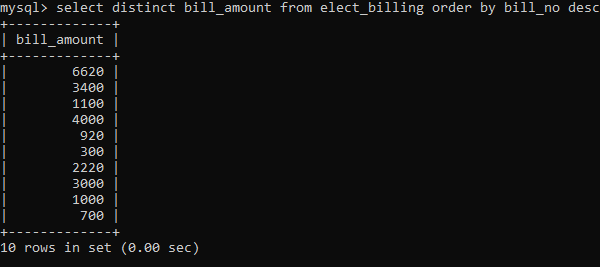 mysql> select distinct bill_amount from elect_billing order by bill_no desc
+-------------+
| bill_amount |
+-------------+
|        6620 |
|        3400 |
|        1100 |
|        4000 |
|         920 |
|         300 |
|        2220 |
|        3000 |
|        1000 |
|         700 |
+-------------+
10 rows in set (0.00 sec)